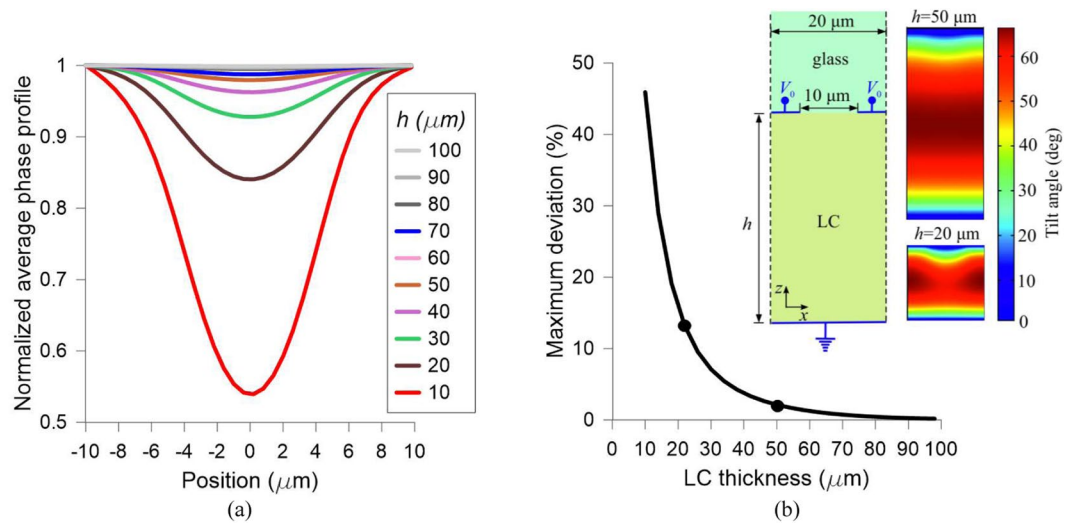 (a)
Normalized average phase profile
1
0.9
0.8
0.7
0.6
0.5
-10 -8 -6 -4 -2 0 2 4 6 8 10
Position (μm)
h (μm)
100
90
80
70
60
50
40
30
20
10
(a)
(b)
Maximum deviation (%)
50
40
30
20
10
0
0 10 20 30 40 50 60 70 80 90 100
LC thickness (μm)
20 μm
glass
V₀
10 μm
V₀
h
LC
z
x
h=50 μm
h=20 μm
Tilt angle (deg)
60
50
40
30
20
10
0
(b)